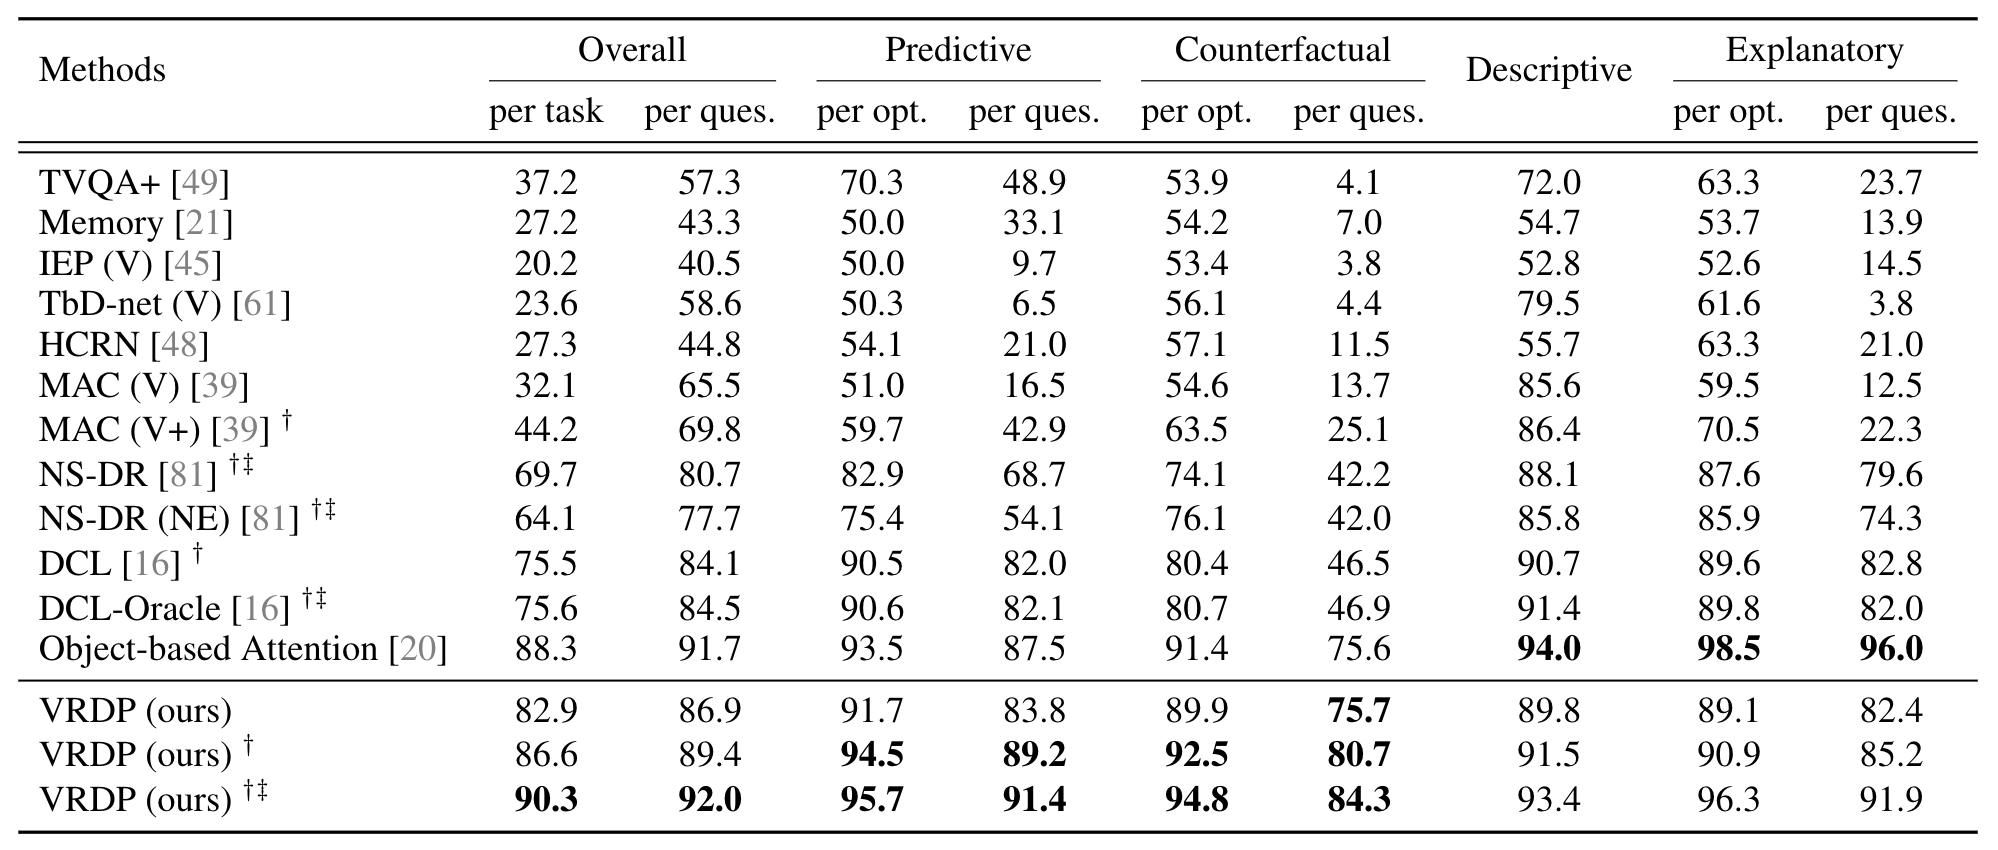 Methods Overall Predictive Counterfactual Descriptive Explanatory
per task per ques. per opt. per ques. per opt. per ques. per opt. per ques.
TVQA+ [49] 37.2 57.3 70.3 48.9 53.9 4.1 72.0 63.3 23.7
Memory [21] 27.2 43.3 50.0 33.1 54.2 7.0 54.7 53.7 13.9
IEP (V) [45] 20.2 40.5 50.0 9.7 53.4 3.8 52.8 52.6 14.5
TbD-net (V) [61] 23.6 58.6 50.3 6.5 56.1 4.4 79.5 61.6 3.8
HCRN [48] 27.3 44.8 54.1 21.0 57.1 11.5 55.7 63.3 21.0
MAC (V) [39] 32.1 65.5 51.0 16.5 54.6 13.7 85.6 59.5 12.5
MAC (V+) [39] † 44.2 69.8 59.7 42.9 63.5 25.1 86.4 70.5 22.3
NS-DR [81] †‡ 69.7 80.7 82.9 68.7 74.1 42.2 88.1 87.6 79.6
NS-DR (NE) [81] †‡ 64.1 77.7 75.4 54.1 76.1 42.0 85.8 85.9 74.3
DCL [16] † 75.5 84.1 90.5 82.0 80.4 46.5 90.7 89.6 82.8
DCL-Oracle [16] †‡ 75.6 84.5 90.6 82.1 80.7 46.9 91.4 89.8 82.0
Object-based Attention [20] 88.3 91.7 93.5 87.5 91.4 75.6 94.0 98.5 96.0
VRDP (ours) 82.9 86.9 91.7 83.8 89.9 75.7 89.8 89.1 82.4
VRDP (ours) † 86.6 89.4 94.5 89.2 92.5 80.7 91.5 90.9 85.2
VRDP (ours) †‡ 90.3 92.0 95.7 91.4 94.8 84.3 93.4 96.3 91.9